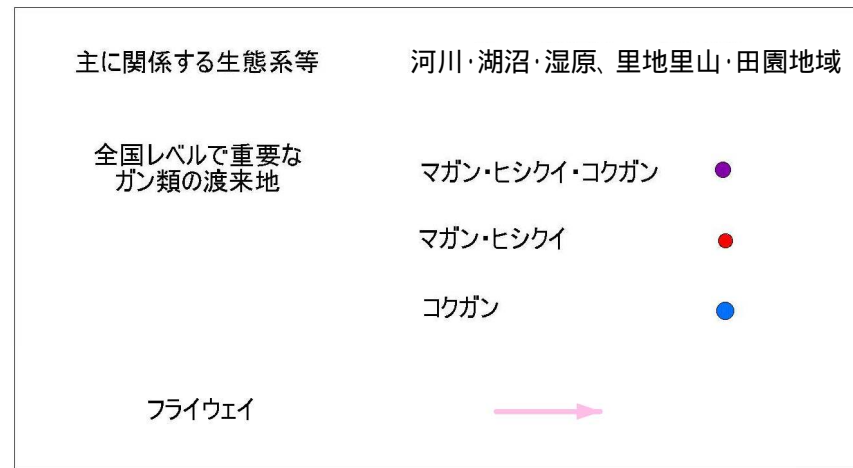 主に関係する生態系等
河川・湖沼・湿原、里地里山・田園地域
全国レベルで重要な
ガン類の渡来地
マガン・ヒシクイ・コクガン
マガン・ヒシクイ
コクガン
フライウェイ